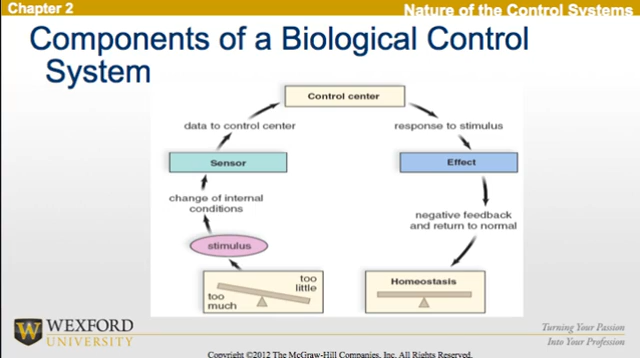 Chapter 2
Nature of the Control Systems
Components of a Biological Control
System
Control center
data to control center
response to stimulus
Sensor
Effect
change of internal
conditions
negative feedback
and return to normal
stimulus
too
little
too
much
Homeostasis
W WEXFORD
UNIVERSITY
Turning Your Passion
Into Your Profession
Copyright ©2012 The McGraw-Hill Companies, Inc. All Rights Reserved.